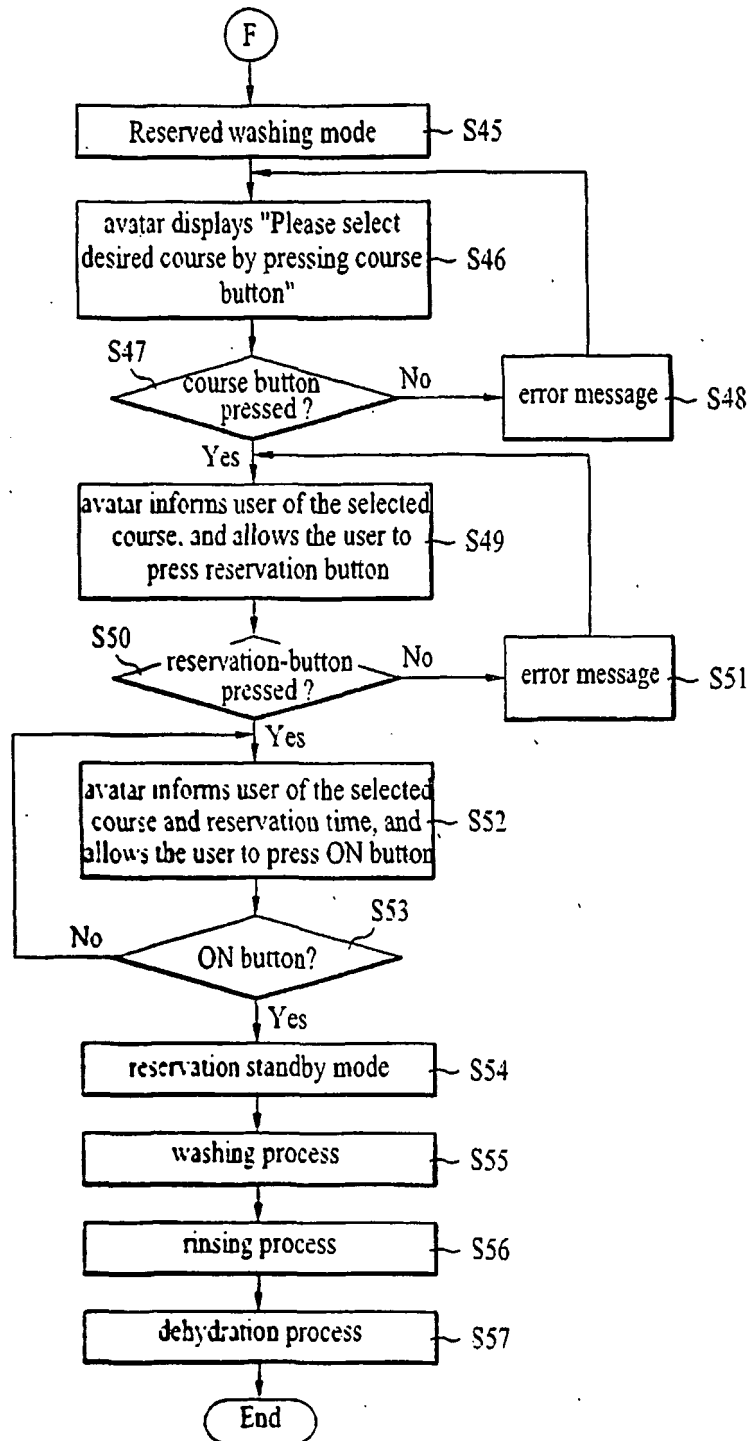 F
Reserved washing mode
S45
avatar displays "Please select
desired course by pressing course
button"
S46
S47
course button
pressed ?
No
error message
S48
Yes
avatar informs user of the selected
course. and allows the user to
press reservation button
S49
S50
reservation-button
pressed ?
No
error message
S51
Yes
avatar informs user of the selected
course and reservation time, and
allows the user to press ON button
S52
S53
No
ON button?
Yes
reservation standby mode
S54
washing process
S55
rinsing process
S56
dehydration process
S57
End